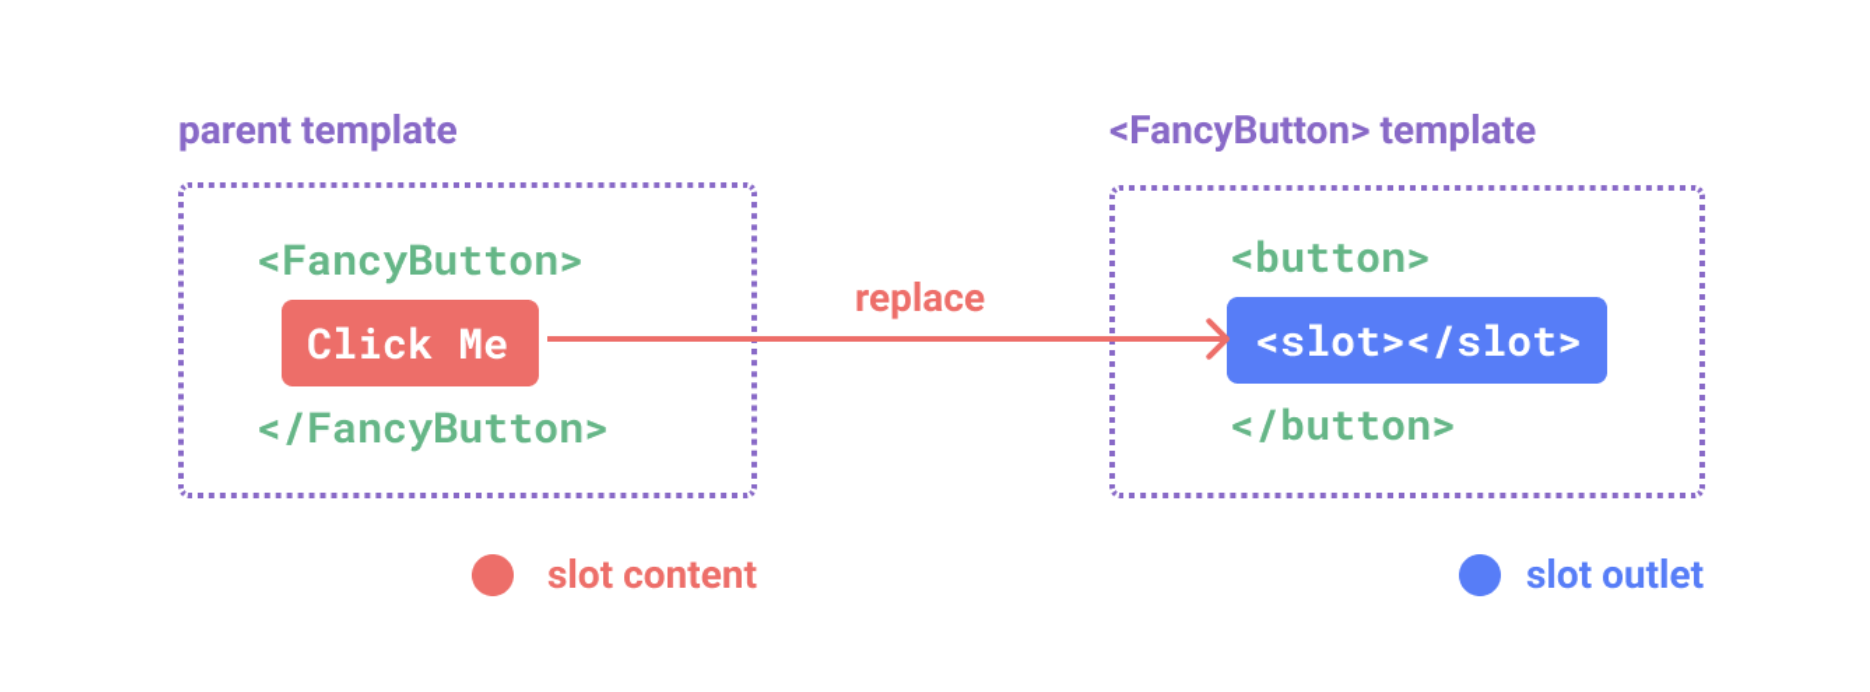 parent template
<FancyButton>
Click Me
</FancyButton>
slot content
replace
<FancyButton> template
<button>
<slot></slot>
</button>
slot outlet